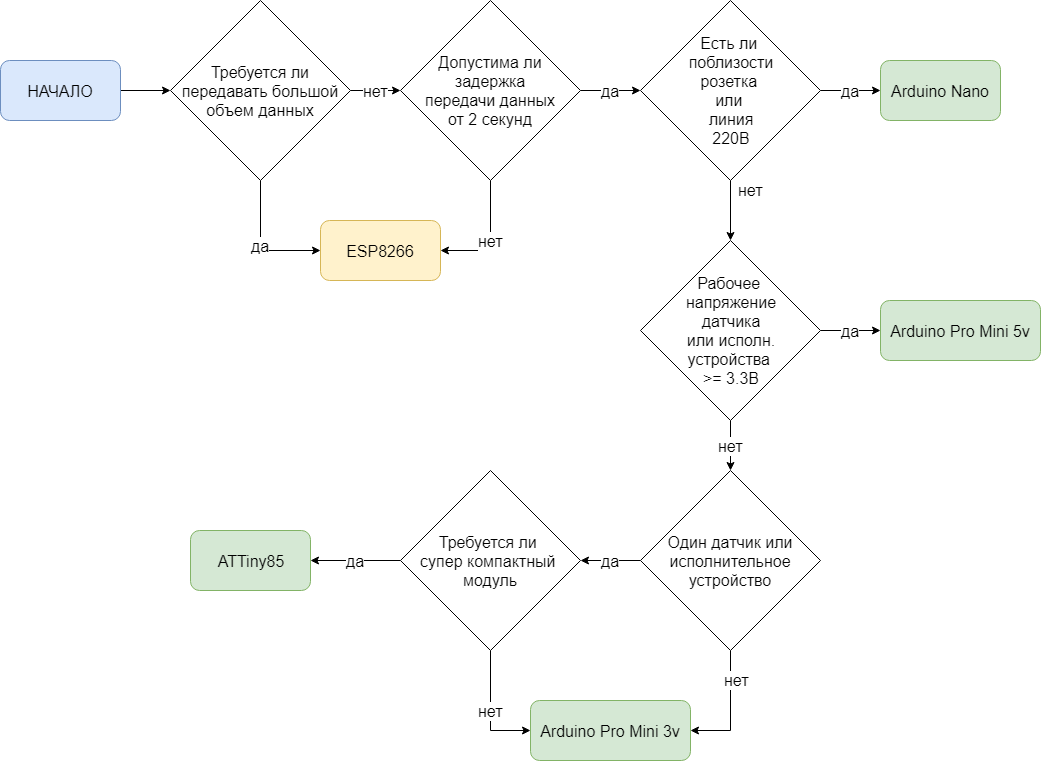 НАЧАЛО
Требуется ли
передавать большой
объем данных
нет
Допустима ли
задержка
передачи данных
от 2 секунд
да
Есть ли
поблизости
розетка
или
линия
220В
да
Arduino Nano
да
ESP8266
нет
нет
Рабочее
напряжение
датчика
или исполн.
устройства
>= 3.3В
да
Arduino Pro Mini 5v
нет
ATTiny85
да
Требуется ли
супер компактный
модуль
да
Один датчик или
исполнительное
устройство
нет
Arduino Pro Mini 3v
нет